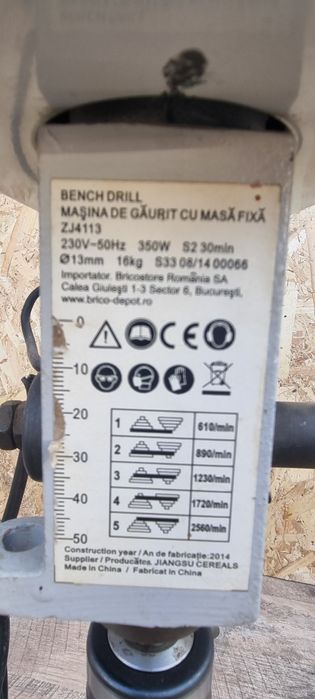 BENCH DRILL
MAŞINA DE GĂURIT CU MASĂ FIXĂ
ZJ4113
230V~50Hz 350W S2 30min
Ø13mm 16kg S33 08/14 00066
Importator. Bricostore România SA
Calea Giuleşti 1-3 Sector 6, Bucureşti,
www.brico-depot.ro
0
CE
10
20
1 610/min
2 890/min
30
3 1230/min
40
4 1720/min
5 2560/min
50
Construction year / An de fabricaţie:2014
Supplier / Producător. JIANGSU CEREALS
Made in China / Fabricat în China